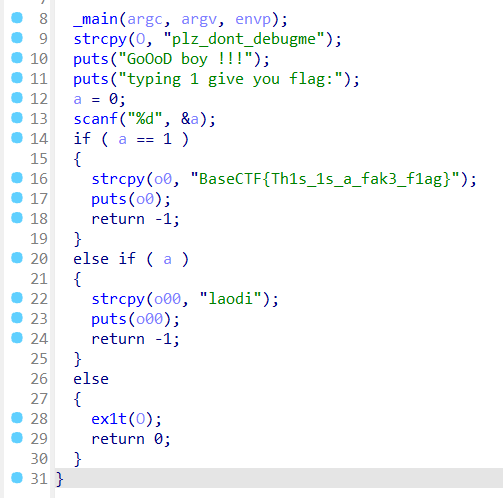 8 _main(argc, argv, envp);
9 strcpy(O, "plz_dont_debugme");
10 puts("GoOoD boy !!!");
11 puts("typing 1 give you flag:");
12 a = 0;
13 scanf("%d", &a);
14 if ( a == 1 )
15 {
16 strcpy(o0, "BaseCTF{Th1s_1s_a_fak3_f1ag}");
17 puts(o0);
18 return -1;
19 }
20 else if ( a )
21 {
22 strcpy(o00, "laodi");
23 puts(o00);
24 return -1;
25 }
26 else
27 {
28 ex1t(O);
29 return 0;
30 }
31 }